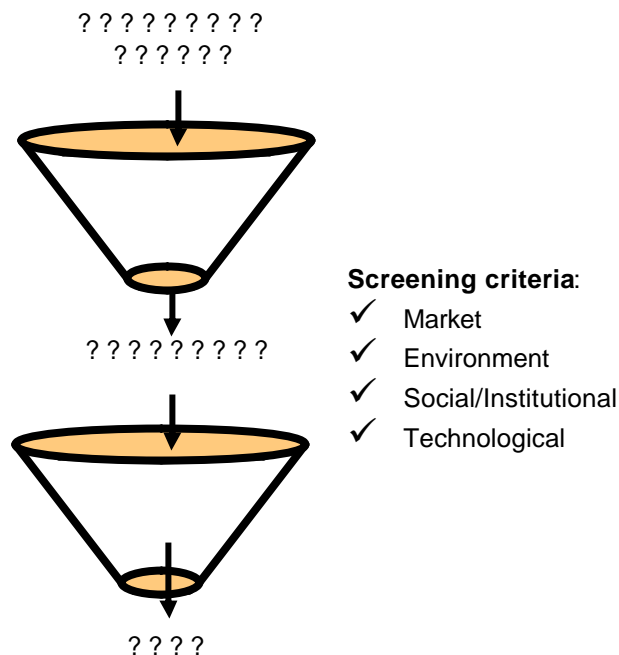 ? ? ? ? ? ? ? ? ?
? ? ? ? ? ?
? ? ? ? ? ? ? ? ?
? ? ? ?
Screening criteria:
✓ Market
✓ Environment
✓ Social/Institutional
✓ Technological